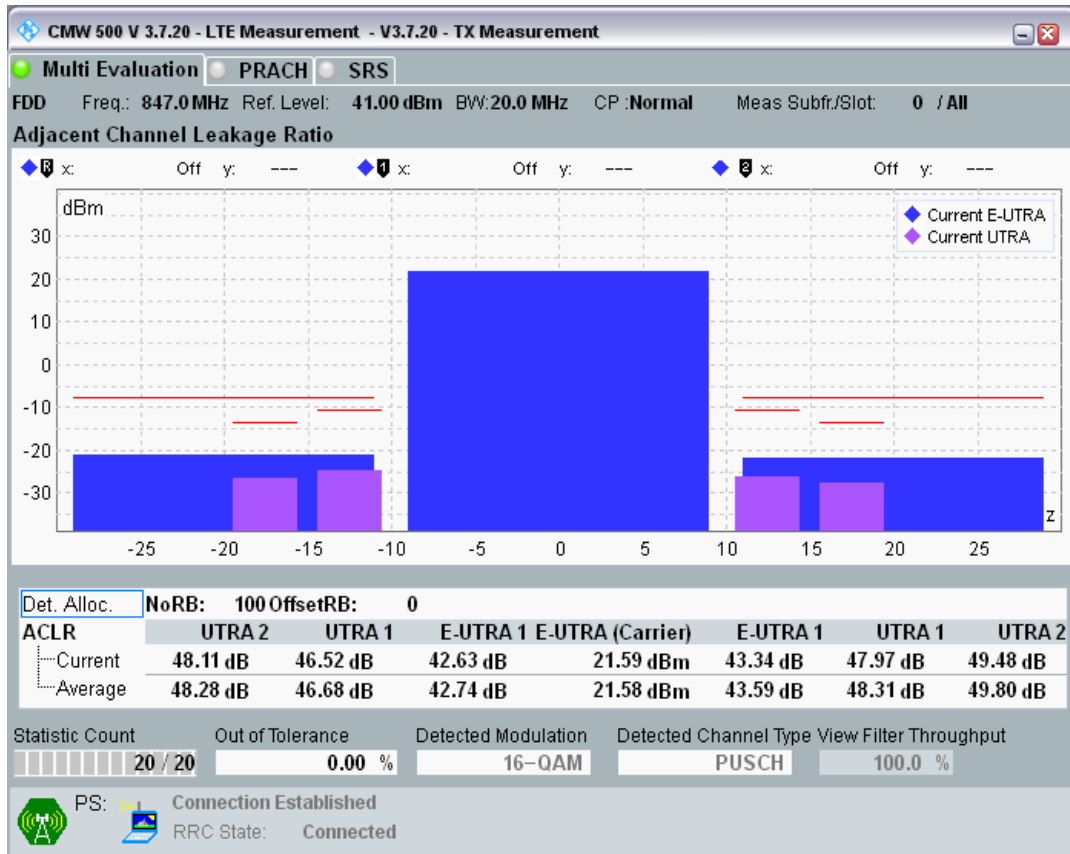 CMW 500 V 3.7.20 - LTE Measurement - V3.7.20 - TX Measurement
Multi Evaluation PRACH SRS
FDD Freq.: 847.0 MHz Ref. Level: 41.00 dBm BW:20.0 MHz CP :Normal Meas Subfr./Slot: 0 / All
Adjacent Channel Leakage Ratio
R x: Off y: --- 1 x: Off y: --- 2 x: Off y: ---
dBm
Current E-UTRA
Current UTRA
30
20
10
0
-10
-20
-30
z
-25 -20 -15 -10 -5 0 5 10 15 20 25
Det. Alloc. NoRB: 100 OffsetRB: 0
ACLR UTRA 2 UTRA 1 E-UTRA 1 E-UTRA (Carrier) E-UTRA 1 UTRA 1 UTRA 2
Current 48.11 dB 46.52 dB 42.63 dB 21.59 dBm 43.34 dB 47.97 dB 49.48 dB
Average 48.28 dB 46.68 dB 42.74 dB 21.58 dBm 43.59 dB 48.31 dB 49.80 dB
Statistic Count Out of Tolerance Detected Modulation Detected Channel Type View Filter Throughput
20 / 20 0.00 % 16-QAM PUSCH 100.0 %
PS: Connection Established
RRC State: Connected